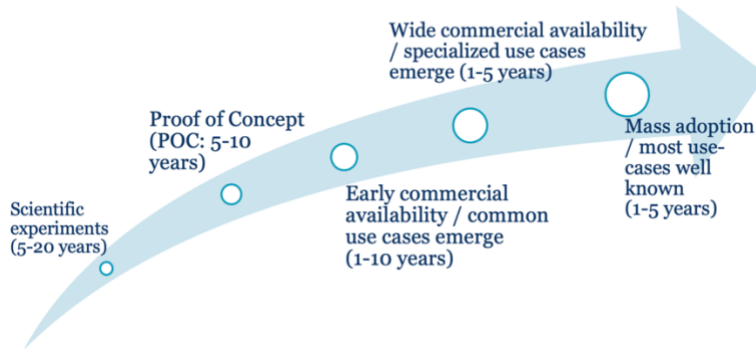 Scientific
experiments
(5-20 years)
Proof of Concept
(POC: 5-10
years)
Early commercial
availability / common
use cases emerge
(1-10 years)
Wide commercial availability
/ specialized use cases
emerge (1-5 years)
Mass adoption
/ most use-
cases well
known
(1-5 years)